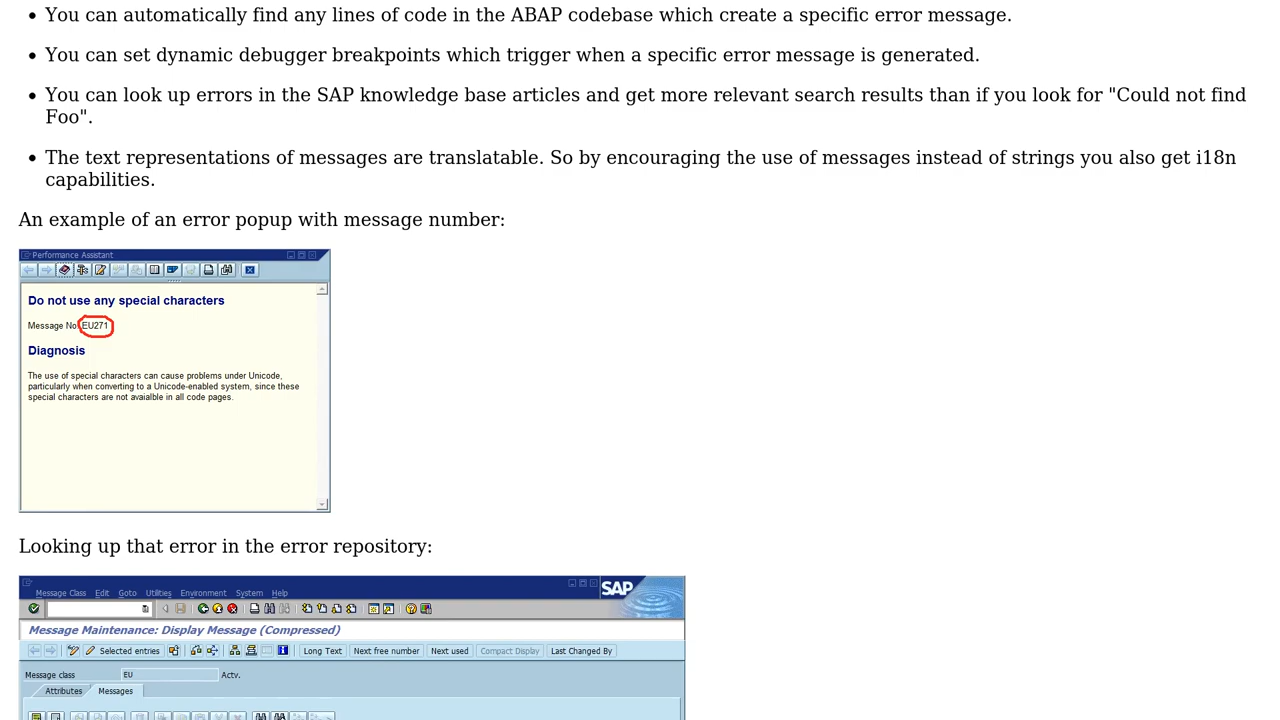 • You can automatically find any lines of code in the ABAP codebase which create a specific error message.
• You can set dynamic debugger breakpoints which trigger when a specific error message is generated.
• You can look up errors in the SAP knowledge base articles and get more relevant search results than if you look for "Could not find
Foo".
• The text representations of messages are translatable. So by encouraging the use of messages instead of strings you also get i18n
capabilities.
An example of an error popup with message number:
Performance Assistant
Do not use any special characters
Message No. EU271
Diagnosis
The use of special characters can cause problems under Unicode,
particularly when converting to a Unicode-enabled system, since these
special characters are not avaialble in all code pages.
Looking up that error in the error repository:
Message Class Edit Goto Utilities Environment System Help
SAP
Message Maintenance: Display Message (Compressed)
Selected entries Long Text Next free number Next used Compact Display Last Changed By
Message class EU Actv.
Attributes Messages